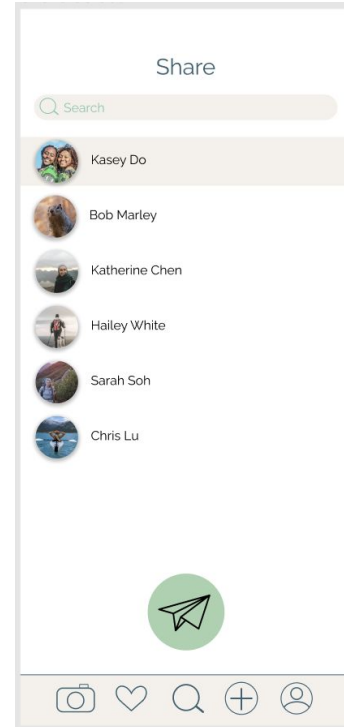 Share
Search
Kasey Do
Bob Marley
Katherine Chen
Hailey White
Sarah Soh
Chris Lu